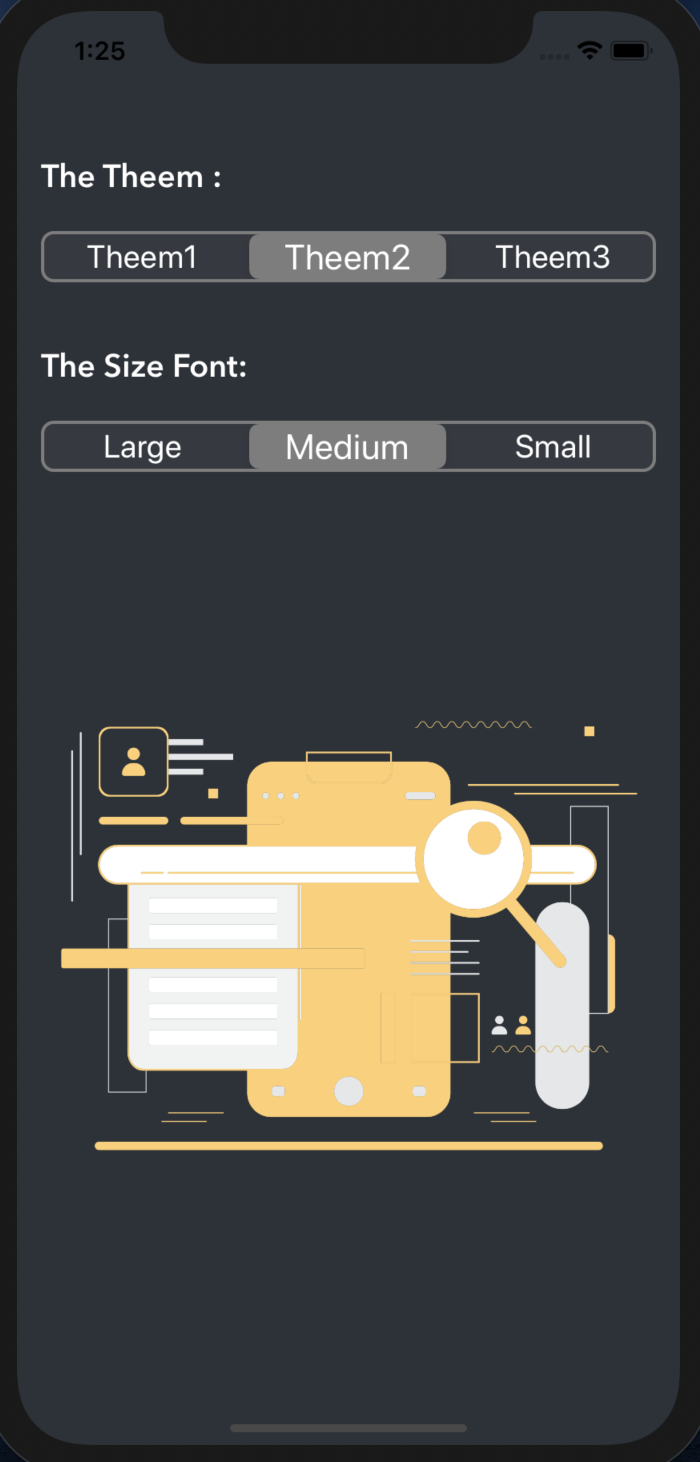 1:25
The Theem :
Theem1 Theem2 Theem3
The Size Font:
Large Medium Small